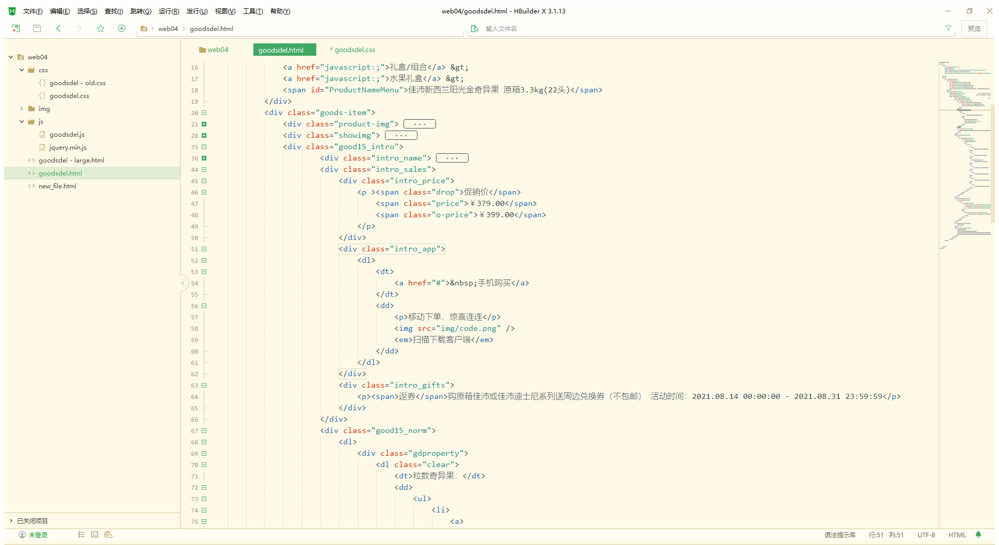 文件(F) 编辑(E) 选择(S) 查找(I) 跳转(G) 运行(R) 发行(U) 视图(V) 工具(T) 帮助(Y)
web04/goodsdel.html - HBuilder X 3.1.13
web04 > goodsdel.html
输入文件名
预览
web04
css
goodsdel - old.css
goodsdel.css
img
js
goodsdel.js
jquery.min.js
goodsdel - large.html
goodsdel.html
new_file.html
已关闭项目
web04 goodsdel.html * goodsdel.css
16 <a href="javascript:;">礼盒/组合</a> &gt;
17 <a href="javascript:;">水果礼盒</a> &gt;
18 <span id="ProductNameMenu">佳沛新西兰阳光金奇异果 原箱3.3kg(22头)</span>
19 </div>
20 <div class="goods-item">
21 <div class="product-img"> ...
28 <div class="showimg"> ...
35 <div class="good15_intro">
36 <div class="intro_name"> ...
44 <div class="intro_sales">
45 <div class="intro_price">
46 <p ><span class="drop">促销价</span>
47 <span class="price">¥379.00</span>
48 <span class="o-price">¥399.00</span>
49 </p>
50 </div>
51 <div class="intro_app">
52 <dl>
53 <dt>
54 <a href="#">&nbsp;手机购买</a>
55 </dt>
56 <dd>
57 <p>移动下单，惊喜连连</p>
58 <img src="img/code.png" />
59 <em>扫描下载客户端</em>
60 </dd>
61 </dl>
62 </div>
63 <div class="intro_gifts">
64 <p><span>返券</span>购原箱佳沛或佳沛迪士尼系列送周边兑换券（不包邮） 活动时间：2021.08.14 00:00:00 - 2021.08.31 23:59:59</p>
65 </div>
66 </div>
67 <div class="good15_norm">
68 <dl>
69 <div class="gdproperty">
70 <dl class="clear">
71 <dt>粒数奇异果：</dt>
72 <dd>
73 <ul>
74 <li>
75 <a>
未登录
语法提示库 行:51 列:51 UTF-8 HTML